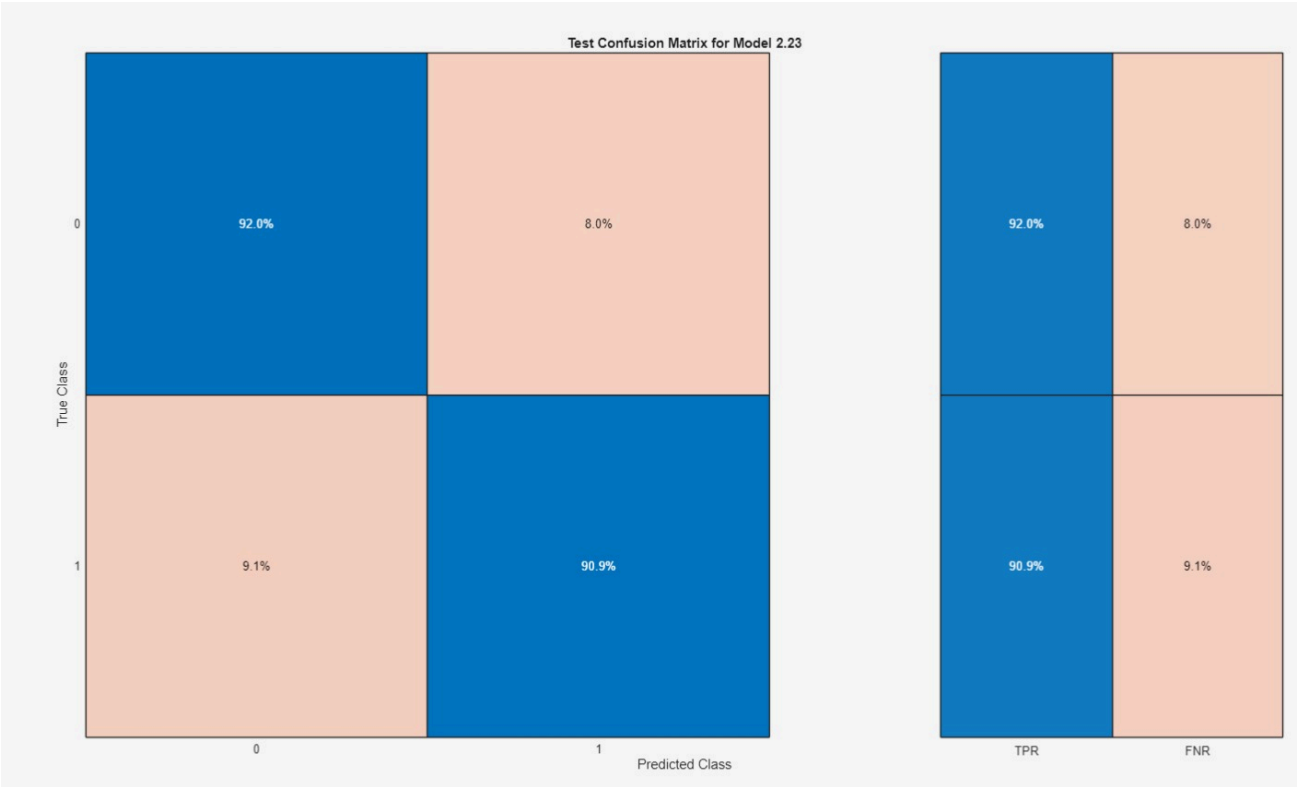 Test Confusion Matrix for Model 2.23
True Class
0
92.0%
8.0%
92.0%
8.0%
1
9.1%
90.9%
90.9%
9.1%
0
1
TPR
FNR
Predicted Class